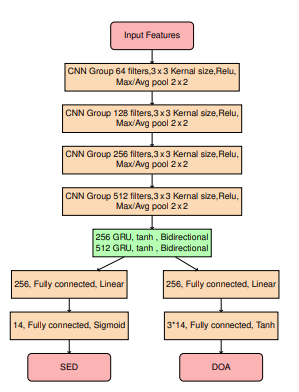 Input Features
CNN Group 64 filters,3 x 3 Kernal size,Relu,
Max/Avg pool 2 x 2
CNN Group 128 filters,3 x 3 Kernal size,Relu,
Max/Avg pool 2 x 2
CNN Group 256 filters,3 x 3 Kernal size,Relu,
Max/Avg pool 2 x 2
CNN Group 512 filters,3 x 3 Kernal size,Relu,
Max/Avg pool 2 x 2
256 GRU, tanh , Bidirectional
512 GRU, tanh , Bidirectional
256, Fully connected, Linear
256, Fully connected, Linear
14, Fully connected, Sigmoid
3*14, Fully connected, Tanh
SED
DOA